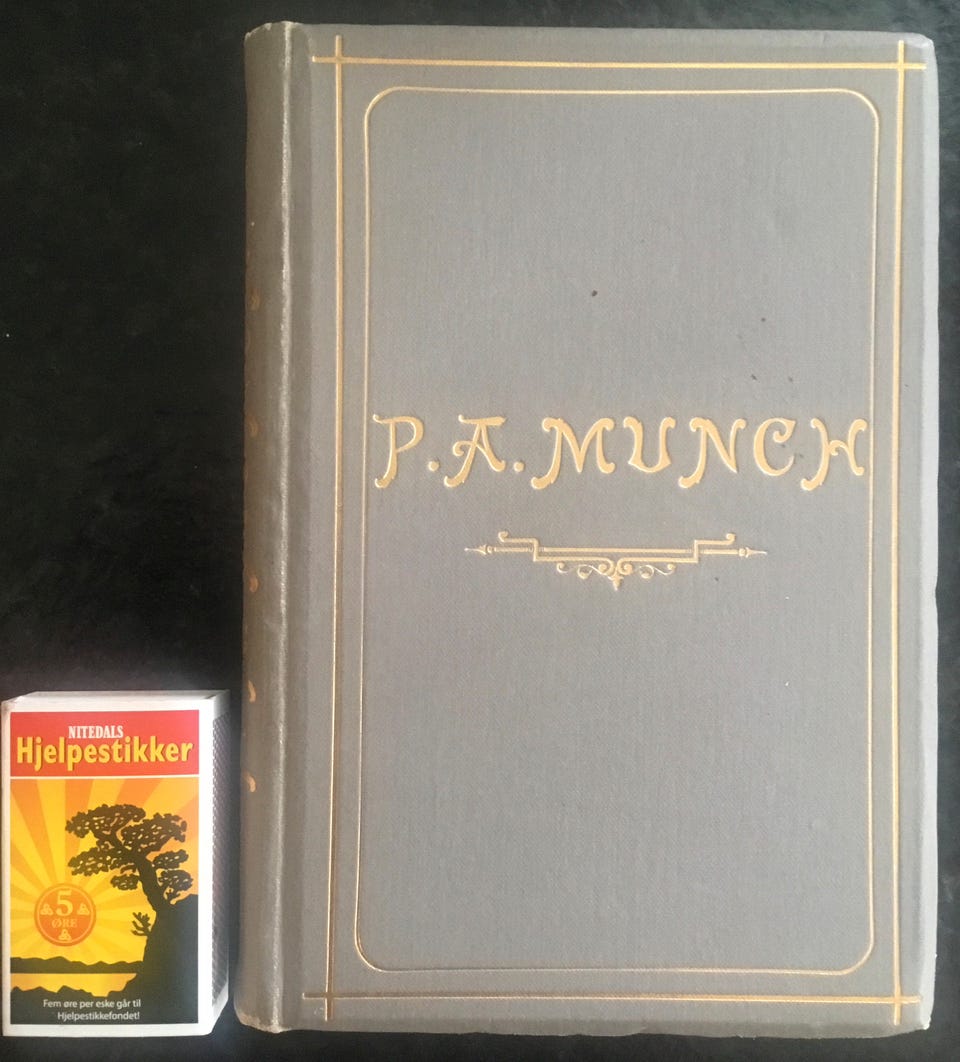 P.A.MUNCH
NITEDALS
Hjelpestikker
5
ØRE
Fem øre per eske går til
Hjelpestikkefondet!